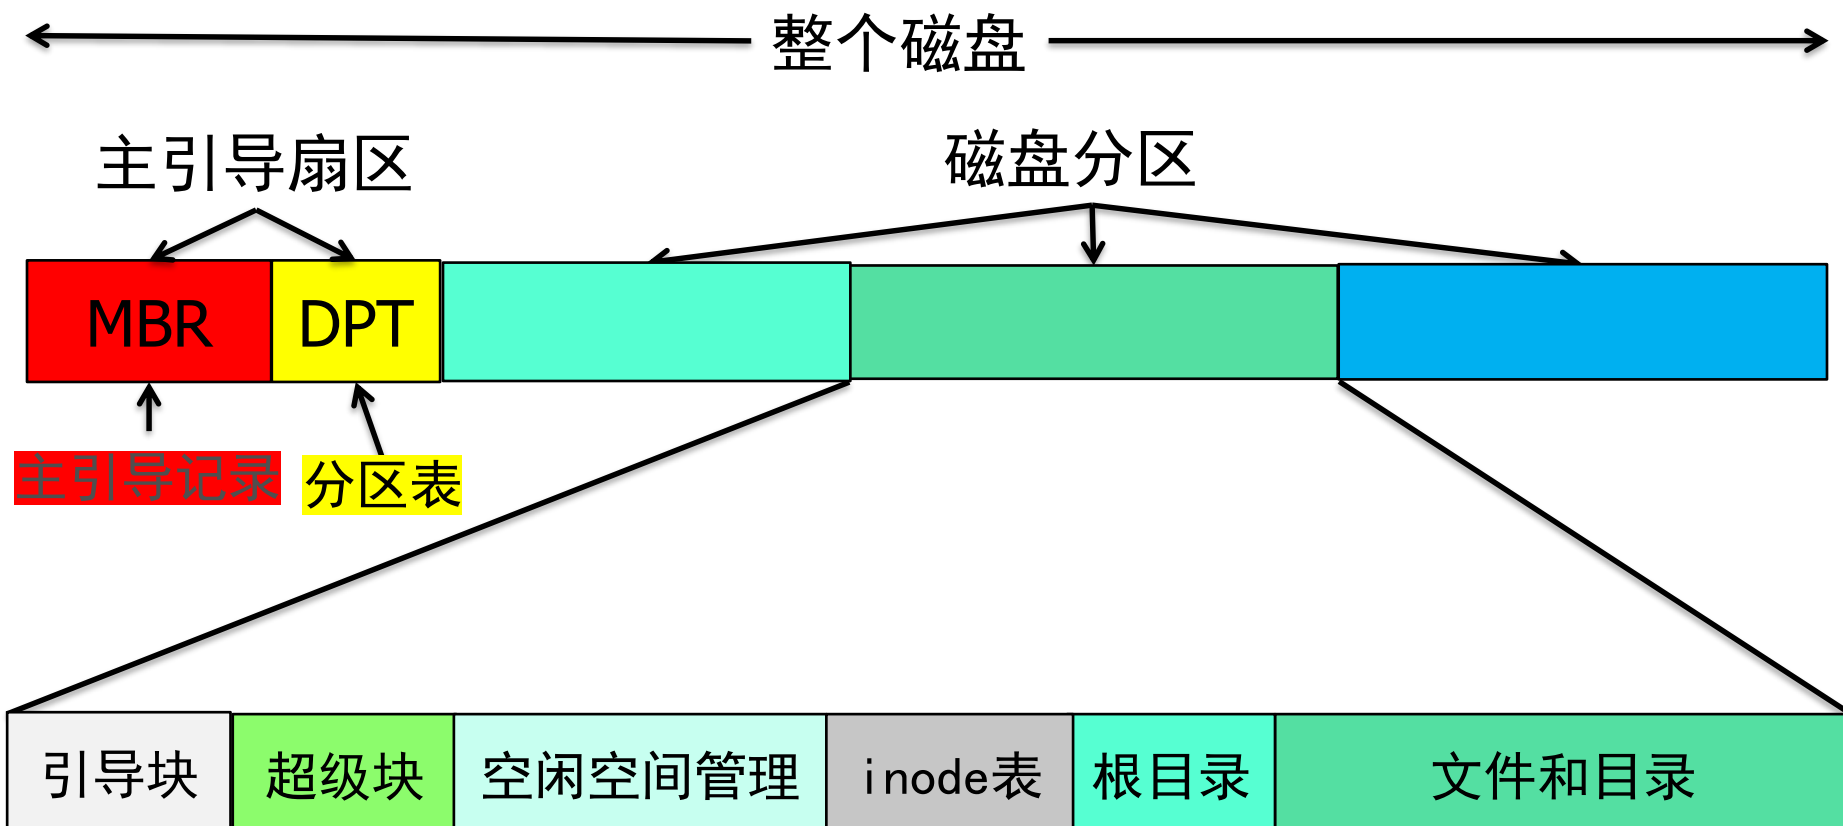 整个磁盘
主引导扇区
磁盘分区
MBR
DPT
主引导记录
分区表
引导块
超级块
空闲空间管理
inode表
根目录
文件和目录